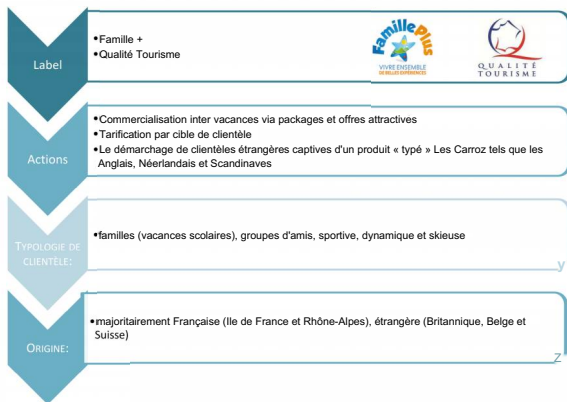 Label
•Famille +
•Qualité Tourisme
Famille Plus
VIVRE ENSEMBLE
DE BELLES EXPÉRIENCES
QUALITÉ
TOURISME
Actions
•Commercialisation inter vacances via packages et offres attractives
•Tarification par cible de clientèle
•Le démarchage de clientèles étrangères captives d'un produit « typé » Les Carroz tels que les
Anglais, Néerlandais et Scandinaves
TYPOLOGIE DE
CLIENTÈLE:
•familles (vacances scolaires), groupes d'amis, sportive, dynamique et skieuse
y
ORIGINE:
•majoritairement Française (Ile de France et Rhône-Alpes), étrangère (Britannique, Belge et
Suisse)
Z